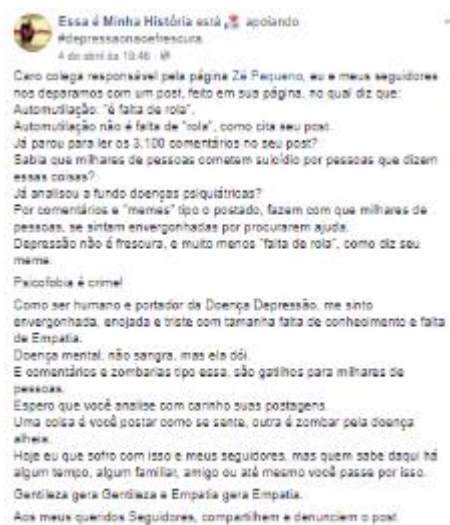 Essa é Minha História está apoiando
#depressaonaoefrescura
4 de abril às 19:46
Caro colega responsável pela página Zé Pequeno, eu e meus seguidores
nos deparamos com um post, feito em sua página, no qual diz que:
Automutilação: "é falta de rola".
Automutilação não é falta de "rola", como cita seu post.
Já parou para ler os 3.100 comentários no seu post?
Sabia que milhares de pessoas cometem suicídio por pessoas que dizem
essas coisas?
Já analisou a fundo doenças psiquiátricas?
Por comentários e "memes" tipo o postado, fazem com que milhares de
pessoas, se sintam envergonhadas por procurarem ajuda.
Depressão não é frescura, e muito menos "falta de rola", como diz seu
meme.
Psicofobia é crime!
Como ser humano e portador da Doença Depressão, me sinto
envergonhada, enojada e triste com tamanha falta de conhecimento e falta
de Empatia.
Doença mental, não sangra, mas ela dói.
E comentários e zombarias tipo essa, são gatilhos para milhares de
pessoas.
Espero que você analise com carinho suas postagens.
Uma coisa é você postar como se sente, outra é zombar pela doença
alheia.
Hoje eu que sofro com isso e meus seguidores, mas quem sabe daqui há
algum tempo, algum familiar, amigo ou até mesmo você passe por isso.
Gentileza gera Gentileza e Empatia gera Empatia.
Aos meus queridos Seguidores, compartilhem e denunciem o post.